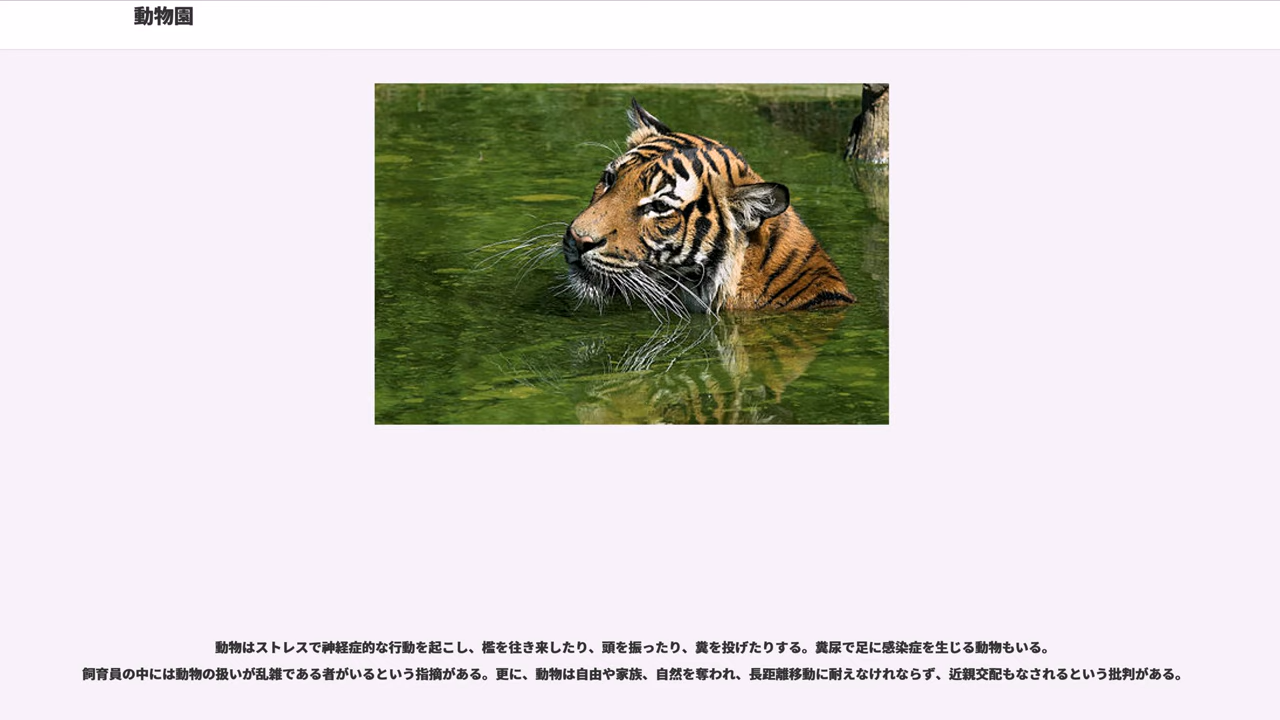 動物園
動物はストレスで神経症的な行動を起こし、檻を往き来したり、頭を振ったり、糞を投げたりする。糞尿で足に感染症を生じる動物もいる。
飼育員の中には動物の扱いが乱雑である者がいるという指摘がある。更に、動物は自由や家族、自然を奪われ、長距離移動に耐えなけれならず、近親交配もなされるという批判がある。